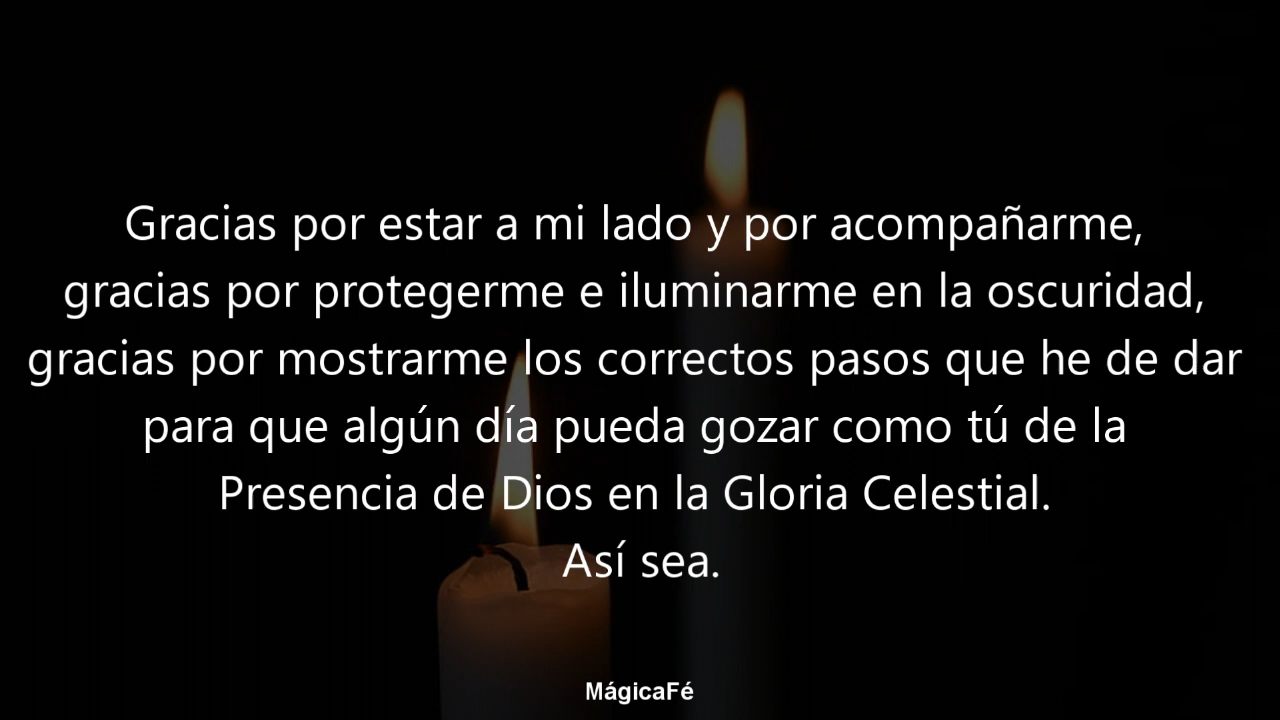 Gracias por estar a mi lado y por acompañarme,
gracias por protegerme e iluminarme en la oscuridad,
gracias por mostrarme los correctos pasos que he de dar
para que algún día pueda gozar como tú de la
Presencia de Dios en la Gloria Celestial.
Así sea.
MágicaFé